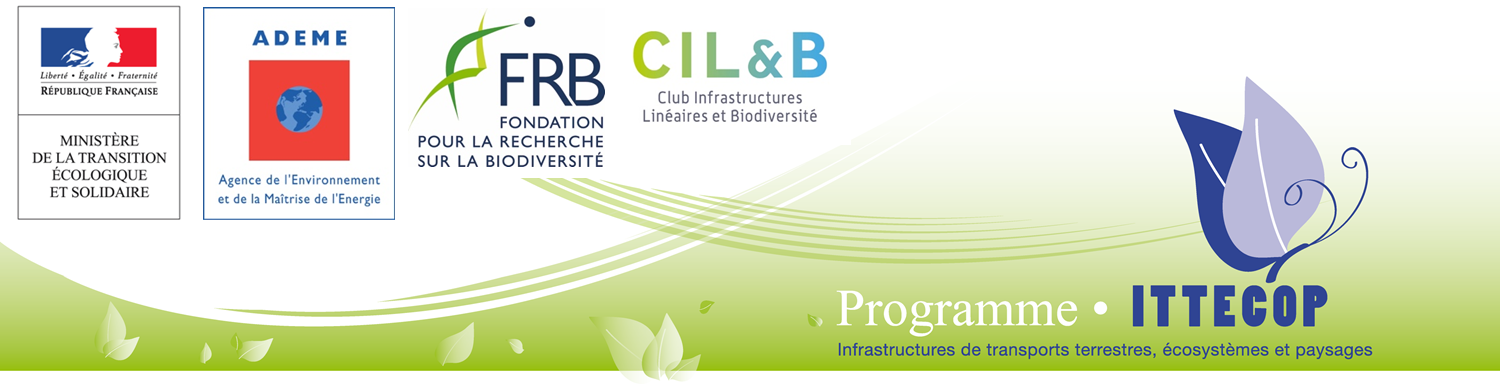 Liberté • Égalité • Fraternité
RÉPUBLIQUE FRANÇAISE
MINISTÈRE
DE LA TRANSITION
ÉCOLOGIQUE
ET SOLIDAIRE
ADEME
Agence de l'Environnement
et de la Maîtrise de l'Energie
FRB
FONDATION
POUR LA RECHERCHE
SUR LA BIODIVERSITÉ
CIL&B
Club Infrastructures
Linéaires et Biodiversité
Programme • ITTECOP
Infrastructures de transports terrestres, écosystèmes et paysages